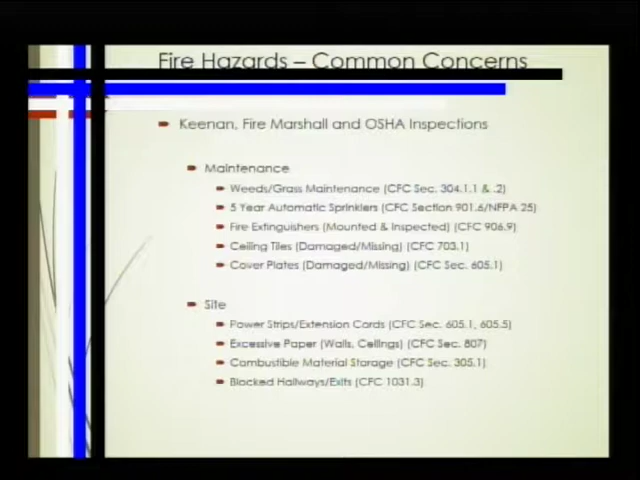 Fire Hazards – Common Concerns
Keenan, Fire Marshall and OSHA Inspections
Maintenance
Weeds/Grass Maintenance (CFC Sec. 304.1.1 & .2)
5 Year Automatic Sprinklers (CFC Section 901.6/NFPA 25)
Fire Extinguishers (Mounted & Inspected) (CFC 906.9)
Ceiling Tiles (Damaged/Missing) (CFC 703.1)
Cover Plates (Damaged/Missing) (CFC Sec. 605.1)
Site
Power Strips/Extension Cords (CFC Sec. 605.1, 605.5)
Excessive Paper (Walls, Ceilings) (CFC Sec. 807)
Combustible Material Storage (CFC Sec. 305.1)
Blocked Hallways/Exits (CFC 1031.3)